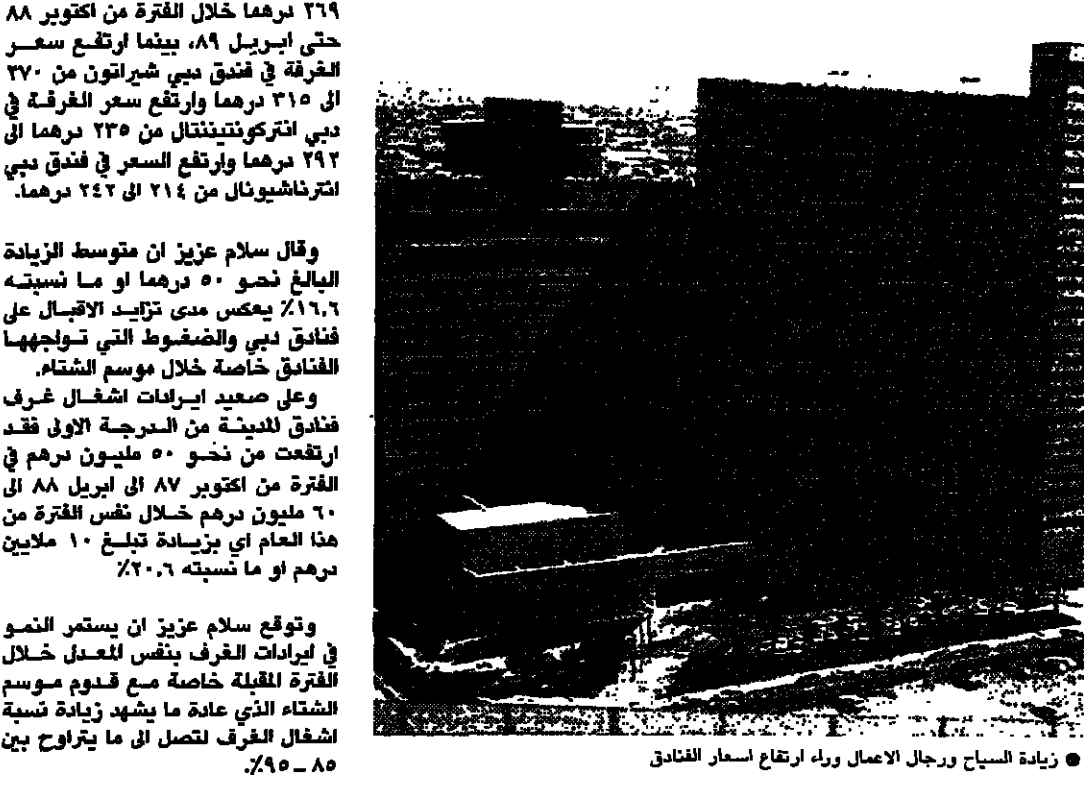 ٢٦٩ درهما خلال الفترة من اكتوبر ٨٨
حتى ابريل ٨٩، بينما ارتفع سعر
الغرفة في فندق دبي شيراتون من ٢٧٠
الى ٣١٥ درهما وارتفع سعر الغرفة في
دبي انتركونتيننتال من ٢٣٥ درهما الى
٢٩٢ درهما وارتفع السعر في فندق دبي
انترناشيونال من ٢١٤ الى ٢٤٢ درهما.
وقال سلام عزيز ان متوسط الزيادة
البالغ نحو ٥٠ درهما او ما نسبته
١٦,٦٪ يعكس مدى تزايد الاقبال على
فنادق دبي والضغوط التي تواجهها
الفنادق خاصة خلال موسم الشتاء.
وعلى صعيد ايرادات اشغال غرف
فنادق المدينة من الدرجة الاولى فقد
ارتفعت من نحو ٥٠ مليون درهم في
الفترة من اكتوبر ٨٧ الى ابريل ٨٨ الى
٦٠ مليون درهم خلال نفس الفترة من
هذا العام اي بزيادة تبلغ ١٠ ملايين
درهم او ما نسبته ٢٠,٦٪
وتوقع سلام عزيز ان يستمر النمو
في ايرادات الغرف بنفس المعدل خلال
الفترة المقبلة خاصة مع قدوم موسم
الشتاء الذي عادة ما يشهد زيادة نسبة
اشغال الغرف لتصل الى ما يتراوح بين
٨٥ ـ ٩٥٪.
● زيادة السياح ورجال الاعمال وراء ارتفاع اسعار الفنادق